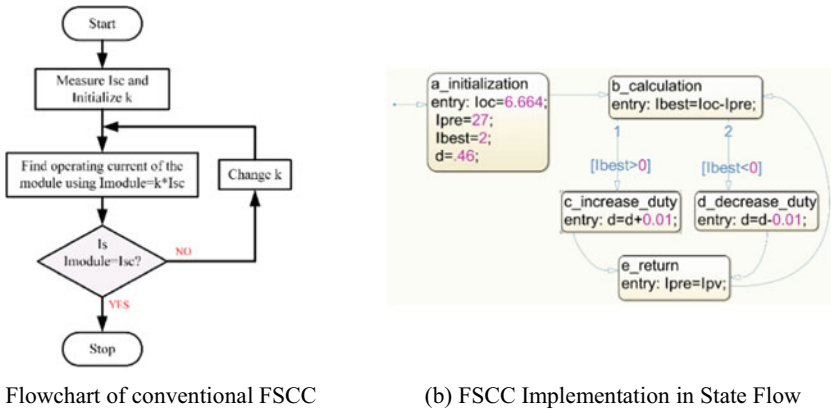 Start
Measure Isc and
Initialize k
Find operating current of the
module using Imodule=k*Isc
Change k
Is
Imodule=Isc?
NO
YES
Stop
Flowchart of conventional FSCC
a_initialization
entry: Ioc=6.664;
Ipre=27;
Ibest=2;
d=.46;
b_calculation
entry: Ibest=Ioc-Ipre;
1
2
[Ibest>0]
[Ibest<0]
c_increase_duty
entry: d=d+0.01;
d_decrease_duty
entry: d=d-0.01;
e_return
entry: Ipre=Ipv;
(b) FSCC Implementation in State Flow